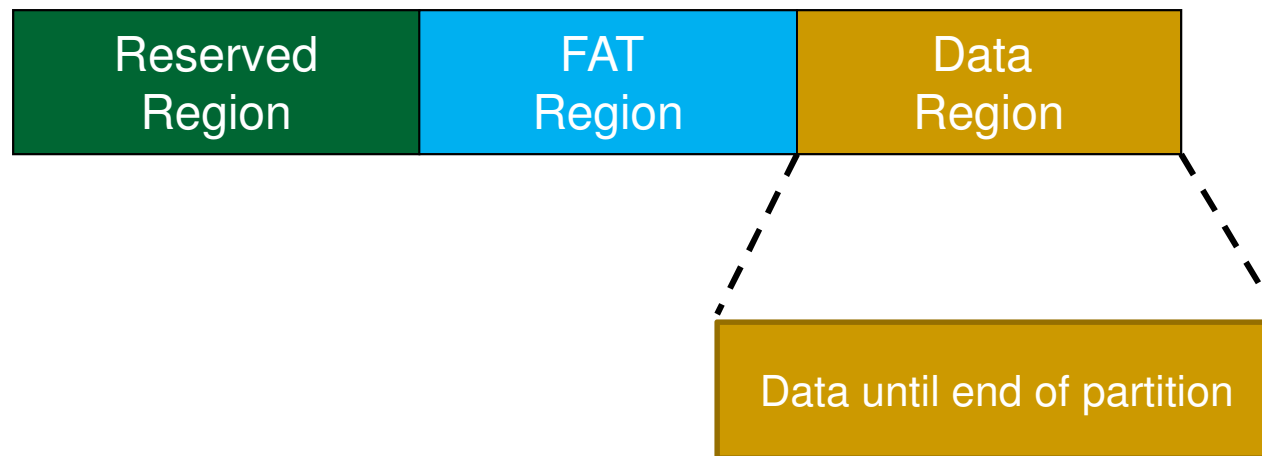 Reserved
Region
FAT
Region
Data
Region
Data until end of partition